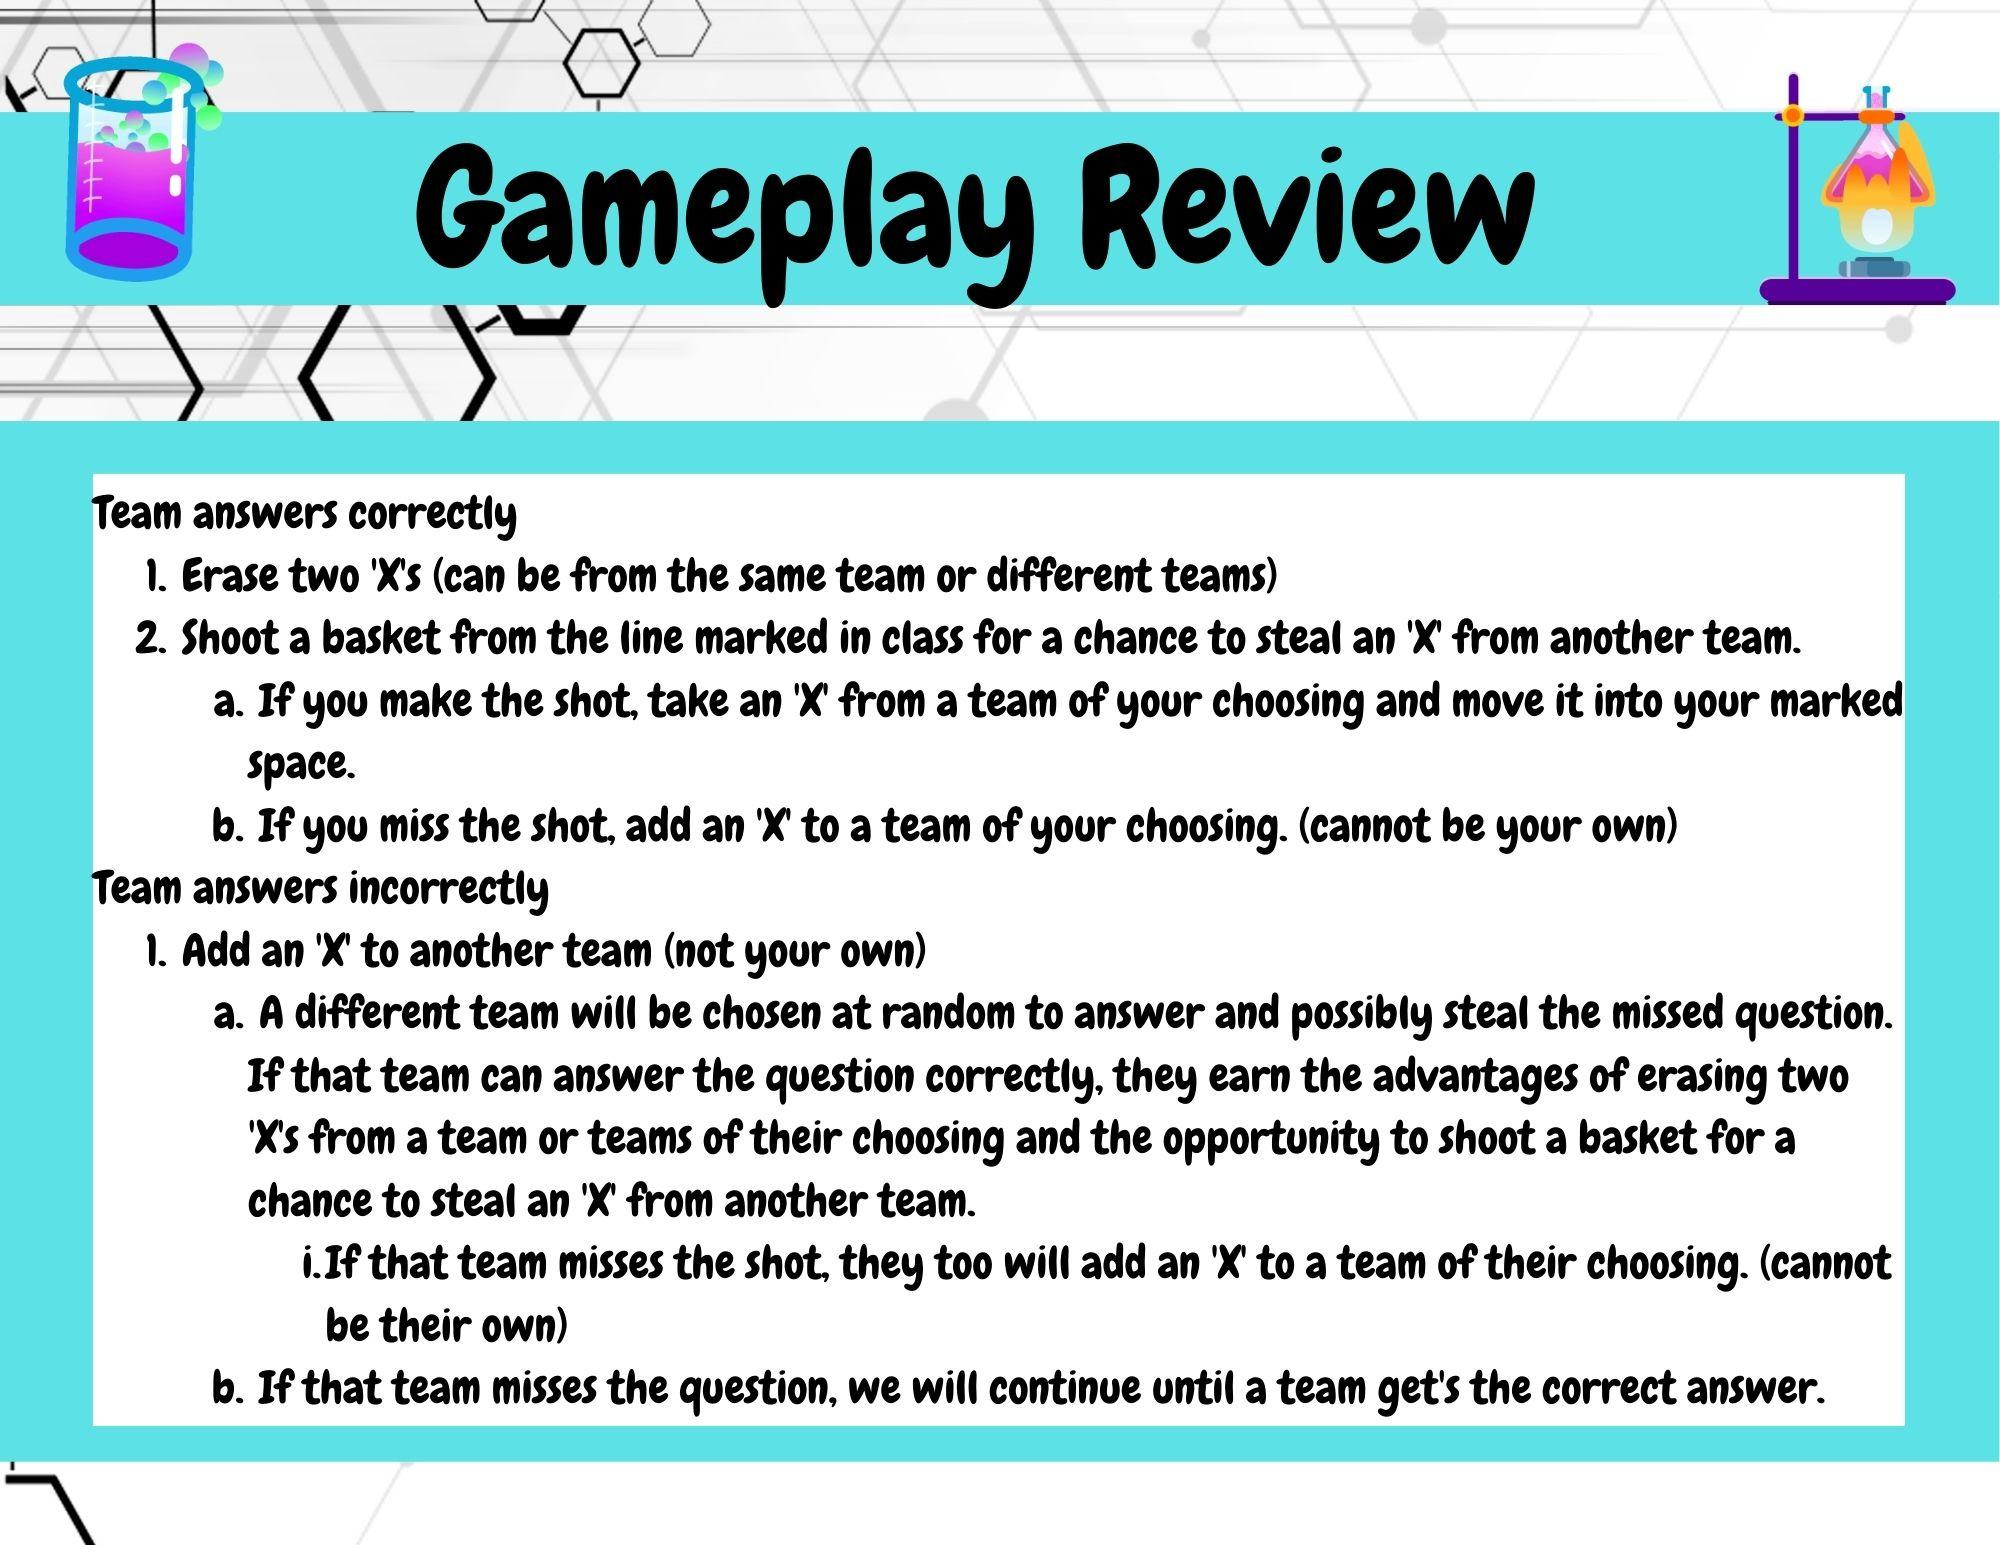 Gameplay Review
Team answers correctly
1. Erase two 'X's (can be from the same team or different teams)
2. Shoot a basket from the line marked in class for a chance to steal an 'X' from another team.
a. If you make the shot, take an 'X' from a team of your choosing and move it into your marked
space.
b. If you miss the shot, add an 'X' to a team of your choosing. (cannot be your own)
Team answers incorrectly
1. Add an 'X' to another team (not your own)
a. A different team will be chosen at random to answer and possibly steal the missed question.
If that team can answer the question correctly, they earn the advantages of erasing two
'X's from a team or teams of their choosing and the opportunity to shoot a basket for a
chance to steal an 'X' from another team.
i. If that team misses the shot, they too will add an 'X' to a team of their choosing. (cannot
be their own)
b. If that team misses the question, we will continue until a team get's the correct answer.